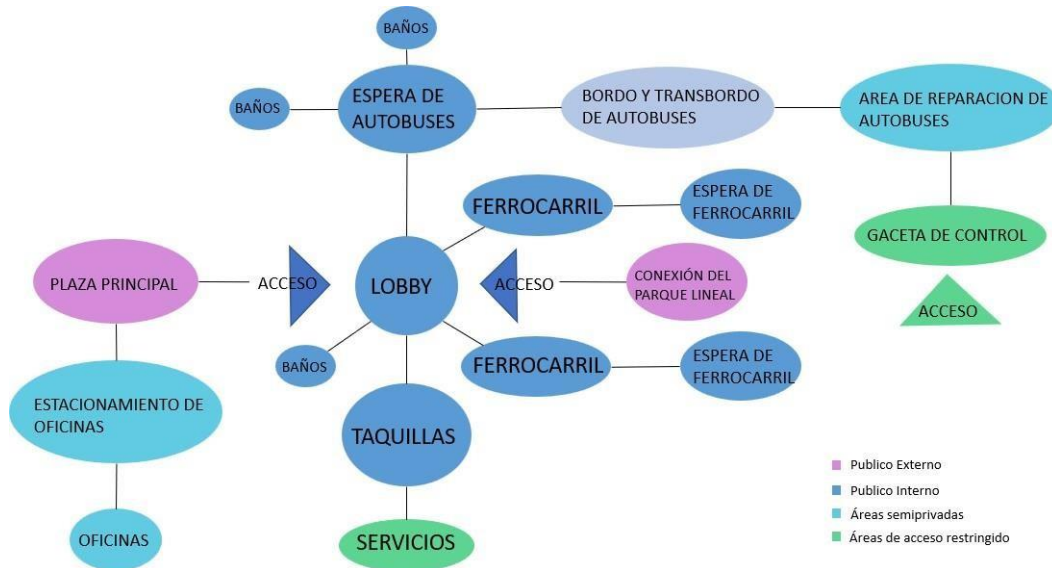 BAÑOS
BAÑOS
ESPERA DE
AUTOBUSES
BORDO Y TRANSBORDO
DE AUTOBUSES
AREA DE REPARACION DE
AUTOBUSES
FERROCARRIL
ESPERA DE
FERROCARRIL
GACETA DE CONTROL
ACCESO
PLAZA PRINCIPAL
ACCESO
LOBBY
ACCESO
CONEXIÓN DEL
PARQUE LINEAL
BAÑOS
FERROCARRIL
ESPERA DE
FERROCARRIL
ESTACIONAMIENTO DE
OFICINAS
TAQUILLAS
OFICINAS
SERVICIOS
Publico Externo
Publico Interno
Áreas semiprivadas
Áreas de acceso restringido